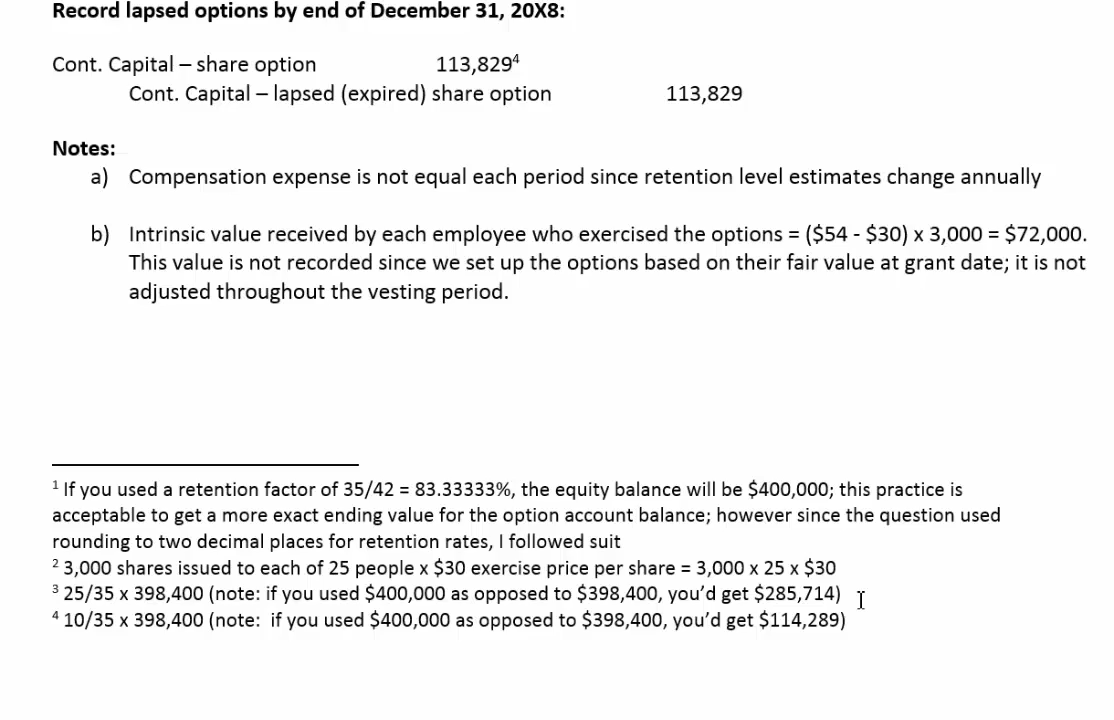 Record lapsed options by end of December 31, 20X8:
Cont. Capital – share option 113,829⁴
Cont. Capital – lapsed (expired) share option 113,829
Notes:
a) Compensation expense is not equal each period since retention level estimates change annually
b) Intrinsic value received by each employee who exercised the options = ($54 - $30) x 3,000 = $72,000.
This value is not recorded since we set up the options based on their fair value at grant date; it is not
adjusted throughout the vesting period.
¹ If you used a retention factor of 35/42 = 83.33333%, the equity balance will be $400,000; this practice is
acceptable to get a more exact ending value for the option account balance; however since the question used
rounding to two decimal places for retention rates, I followed suit
² 3,000 shares issued to each of 25 people x $30 exercise price per share = 3,000 x 25 x $30
³ 25/35 x 398,400 (note: if you used $400,000 as opposed to $398,400, you’d get $285,714)
⁴ 10/35 x 398,400 (note: if you used $400,000 as opposed to $398,400, you’d get $114,289)